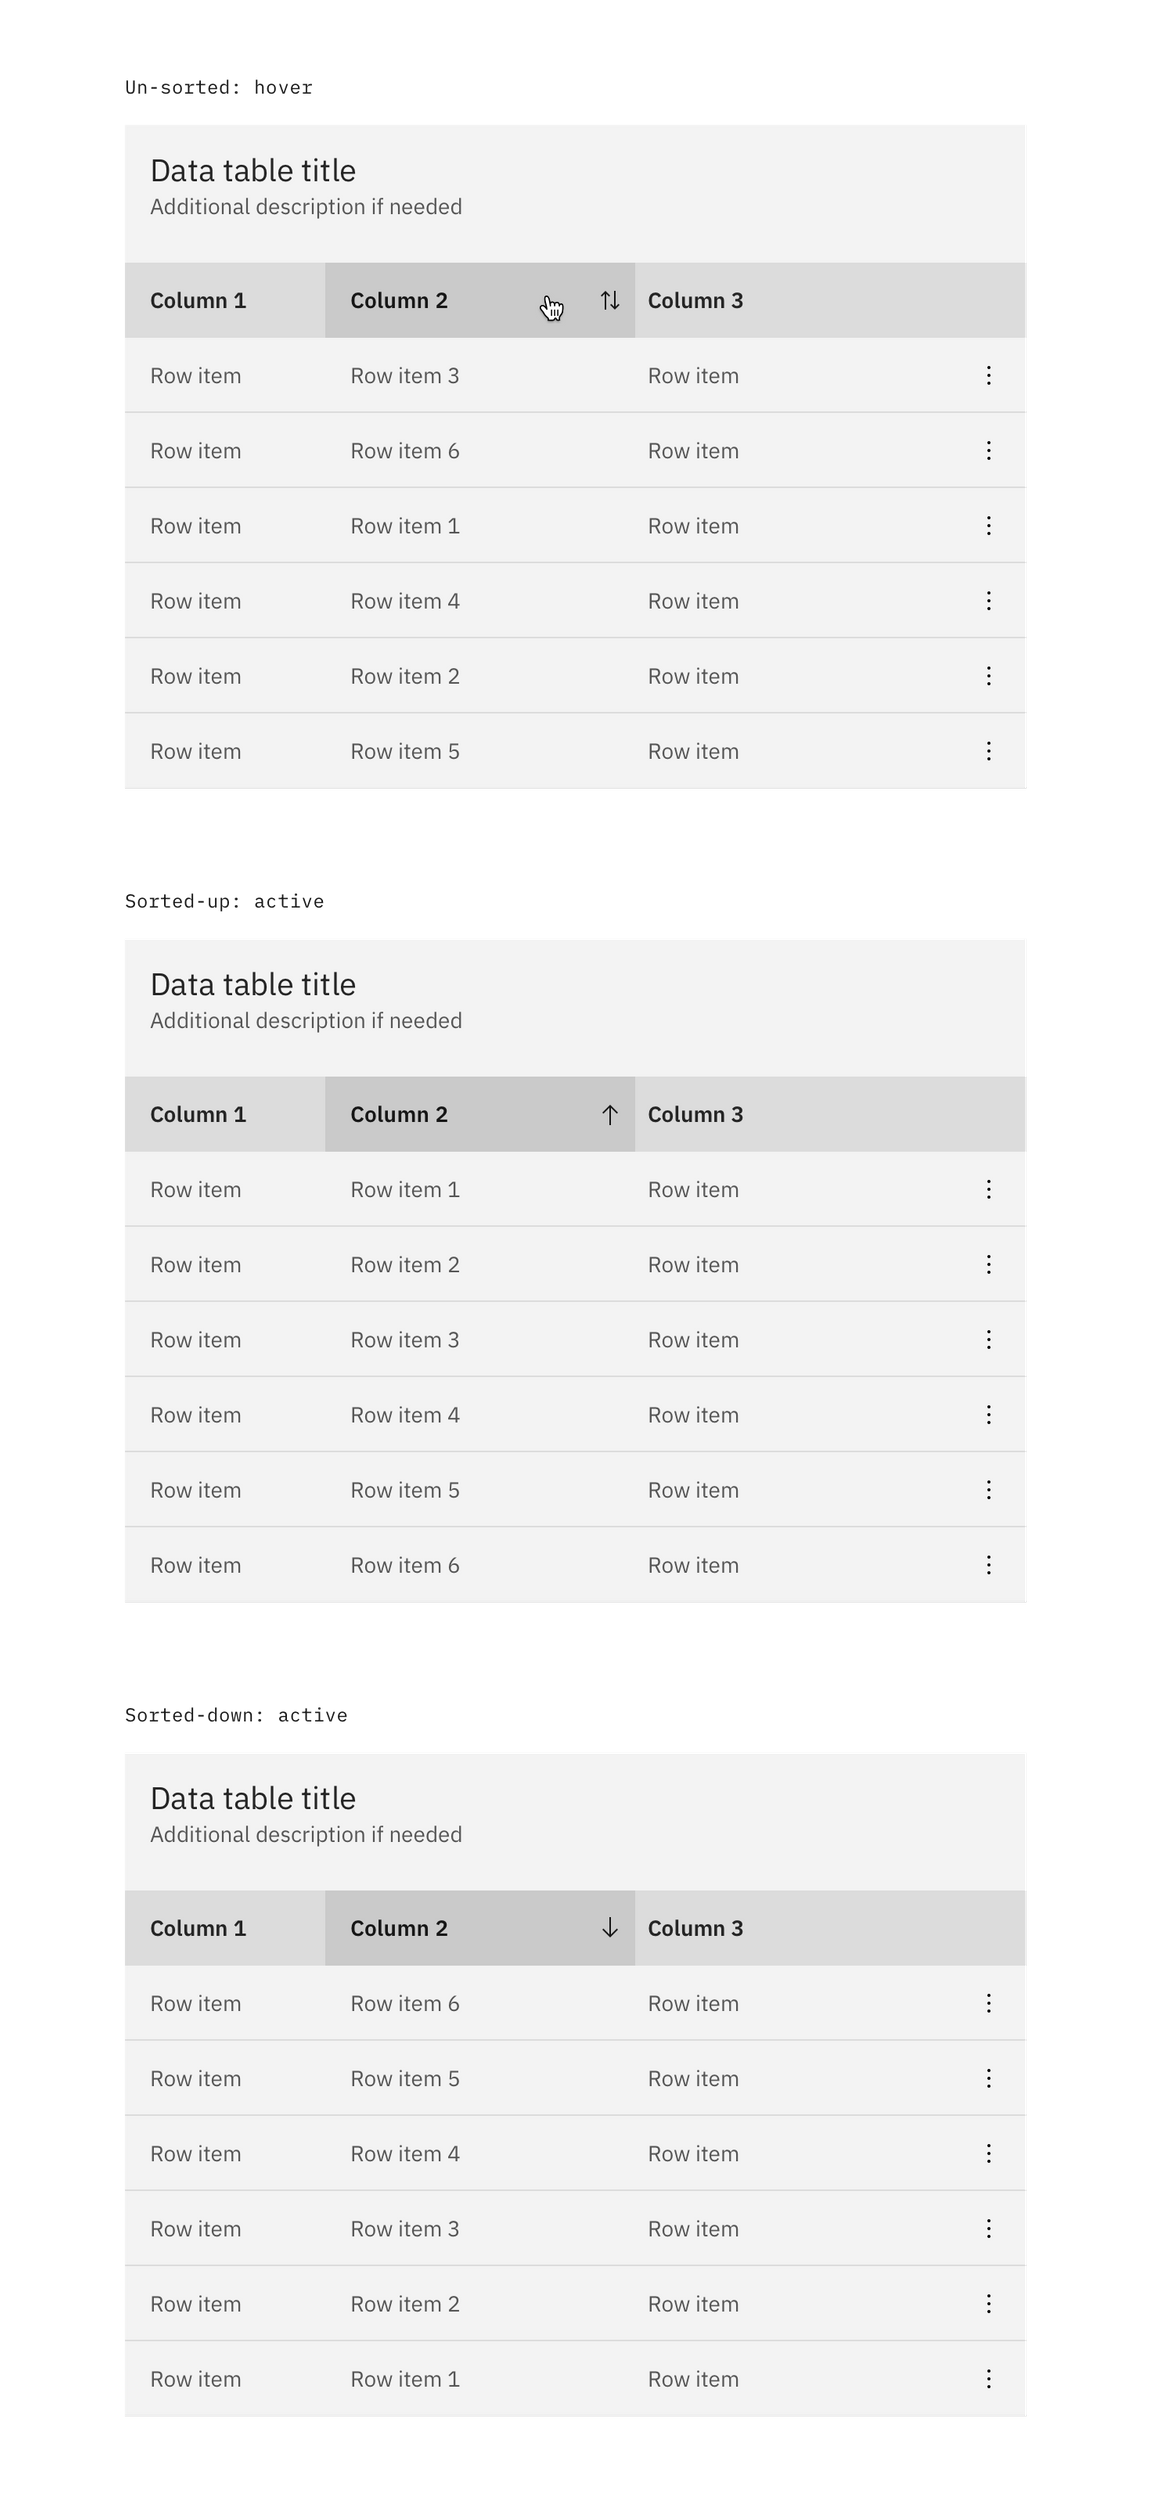 Un-sorted: hover
Data table title
Additional description if needed
Column 1 Column 2 Column 3
Row item Row item 3 Row item
Row item Row item 6 Row item
Row item Row item 1 Row item
Row item Row item 4 Row item
Row item Row item 2 Row item
Row item Row item 5 Row item
Sorted-up: active
Data table title
Additional description if needed
Column 1 Column 2 Column 3
Row item Row item 1 Row item
Row item Row item 2 Row item
Row item Row item 3 Row item
Row item Row item 4 Row item
Row item Row item 5 Row item
Row item Row item 6 Row item
Sorted-down: active
Data table title
Additional description if needed
Column 1 Column 2 Column 3
Row item Row item 6 Row item
Row item Row item 5 Row item
Row item Row item 4 Row item
Row item Row item 3 Row item
Row item Row item 2 Row item
Row item Row item 1 Row item